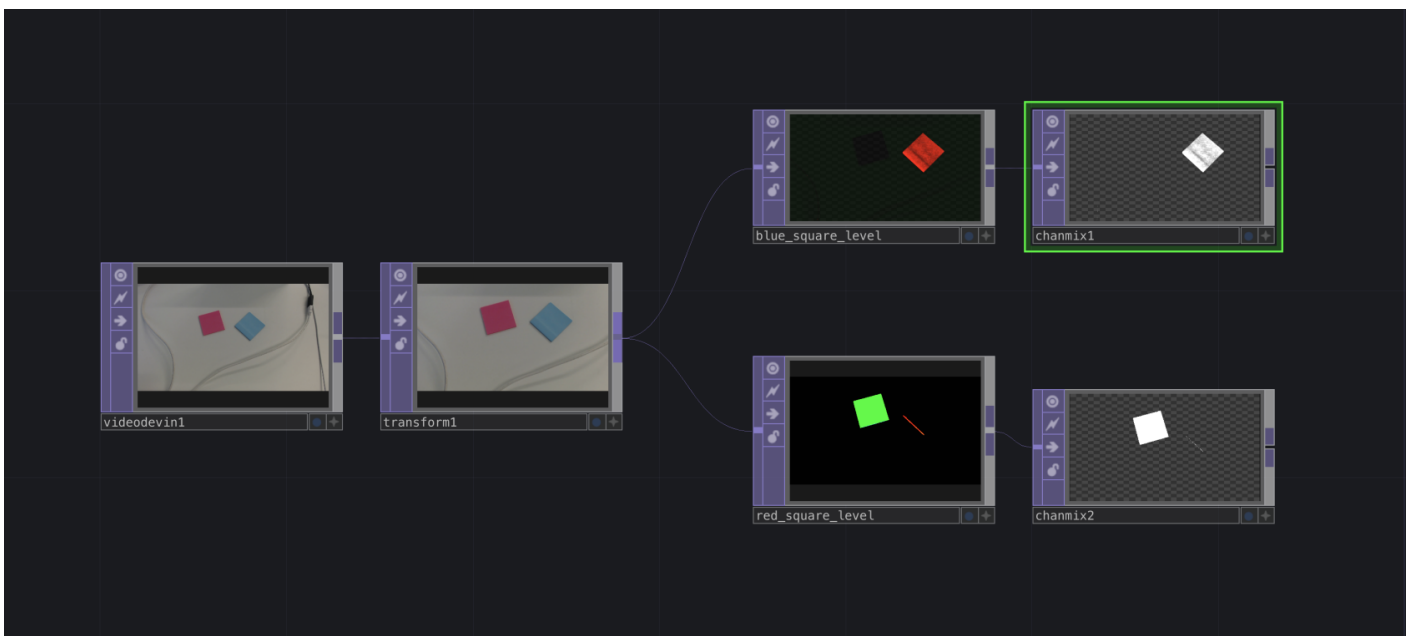 blue_square_level
chanmix1
videodevin1
transform1
red_square_level
chanmix2